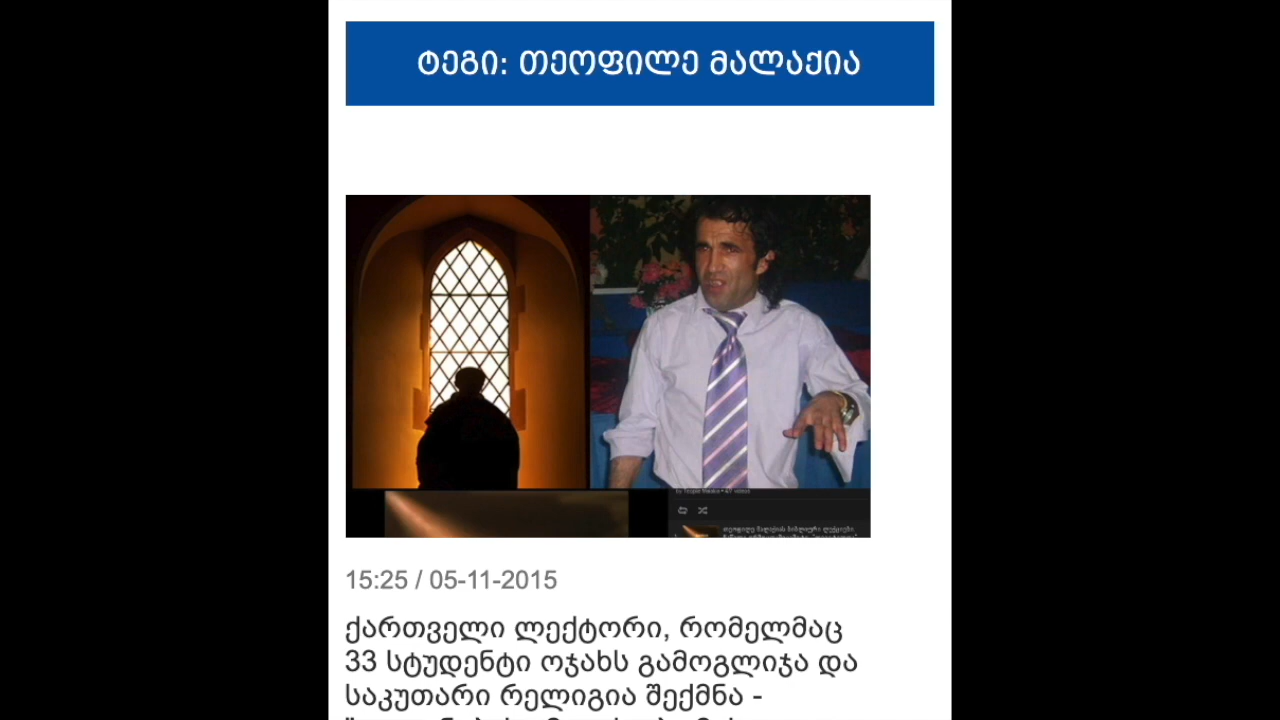 ტეგი: თეოფილე მალაქია
15:25 / 05-11-2015
ქართველი ლექტორი, რომელმაც
33 სტუდენტი ოჯახს გამოგლიჯა და
საკუთარი რელიგია შექმნა -